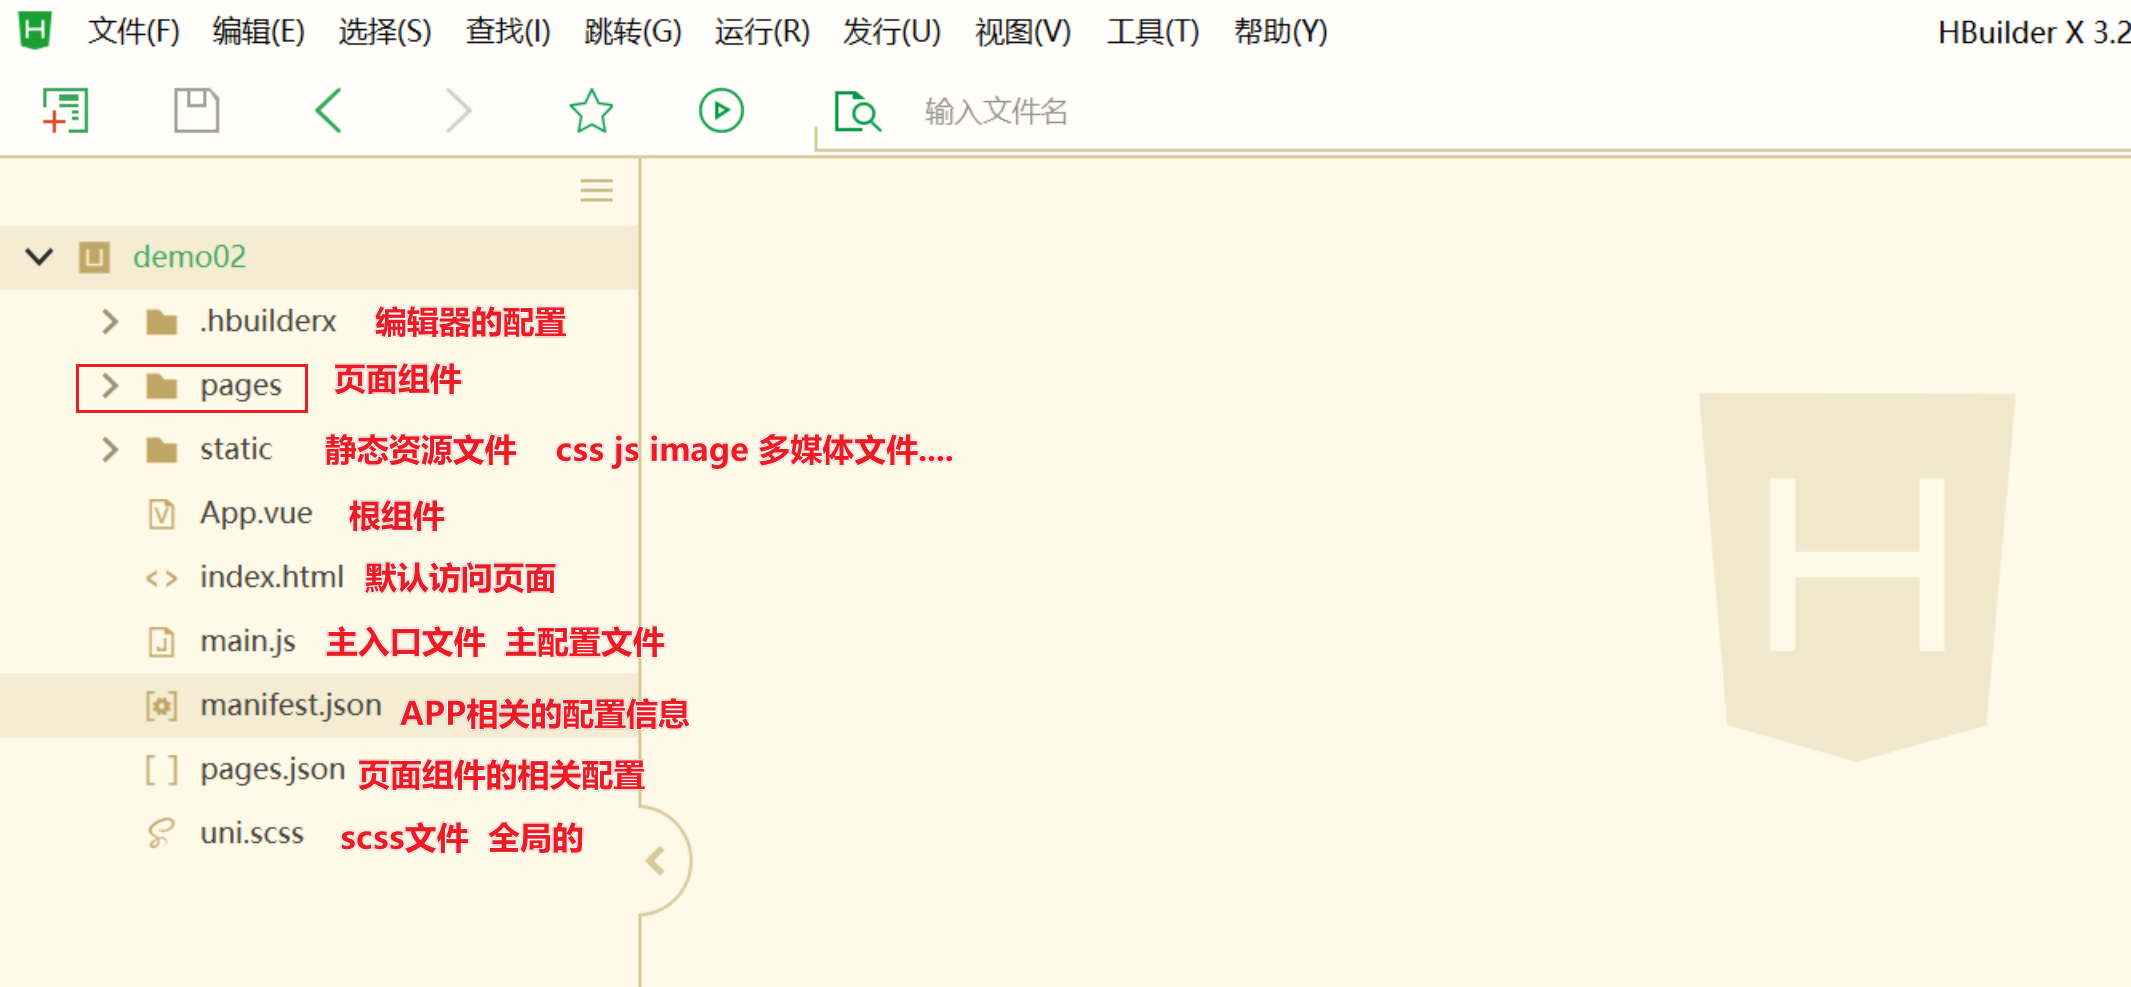 文件(F) 编辑(E) 选择(S) 查找(I) 跳转(G) 运行(R) 发行(U) 视图(V) 工具(T) 帮助(Y) HBuilder X 3.2
输入文件名
demo02
.hbuilderx 编辑器的配置
pages 页面组件
static 静态资源文件 css js image 多媒体文件....
App.vue 根组件
index.html 默认访问页面
main.js 主入口文件 主配置文件
manifest.json APP相关的配置信息
pages.json 页面组件的相关配置
uni.scss scss文件 全局的